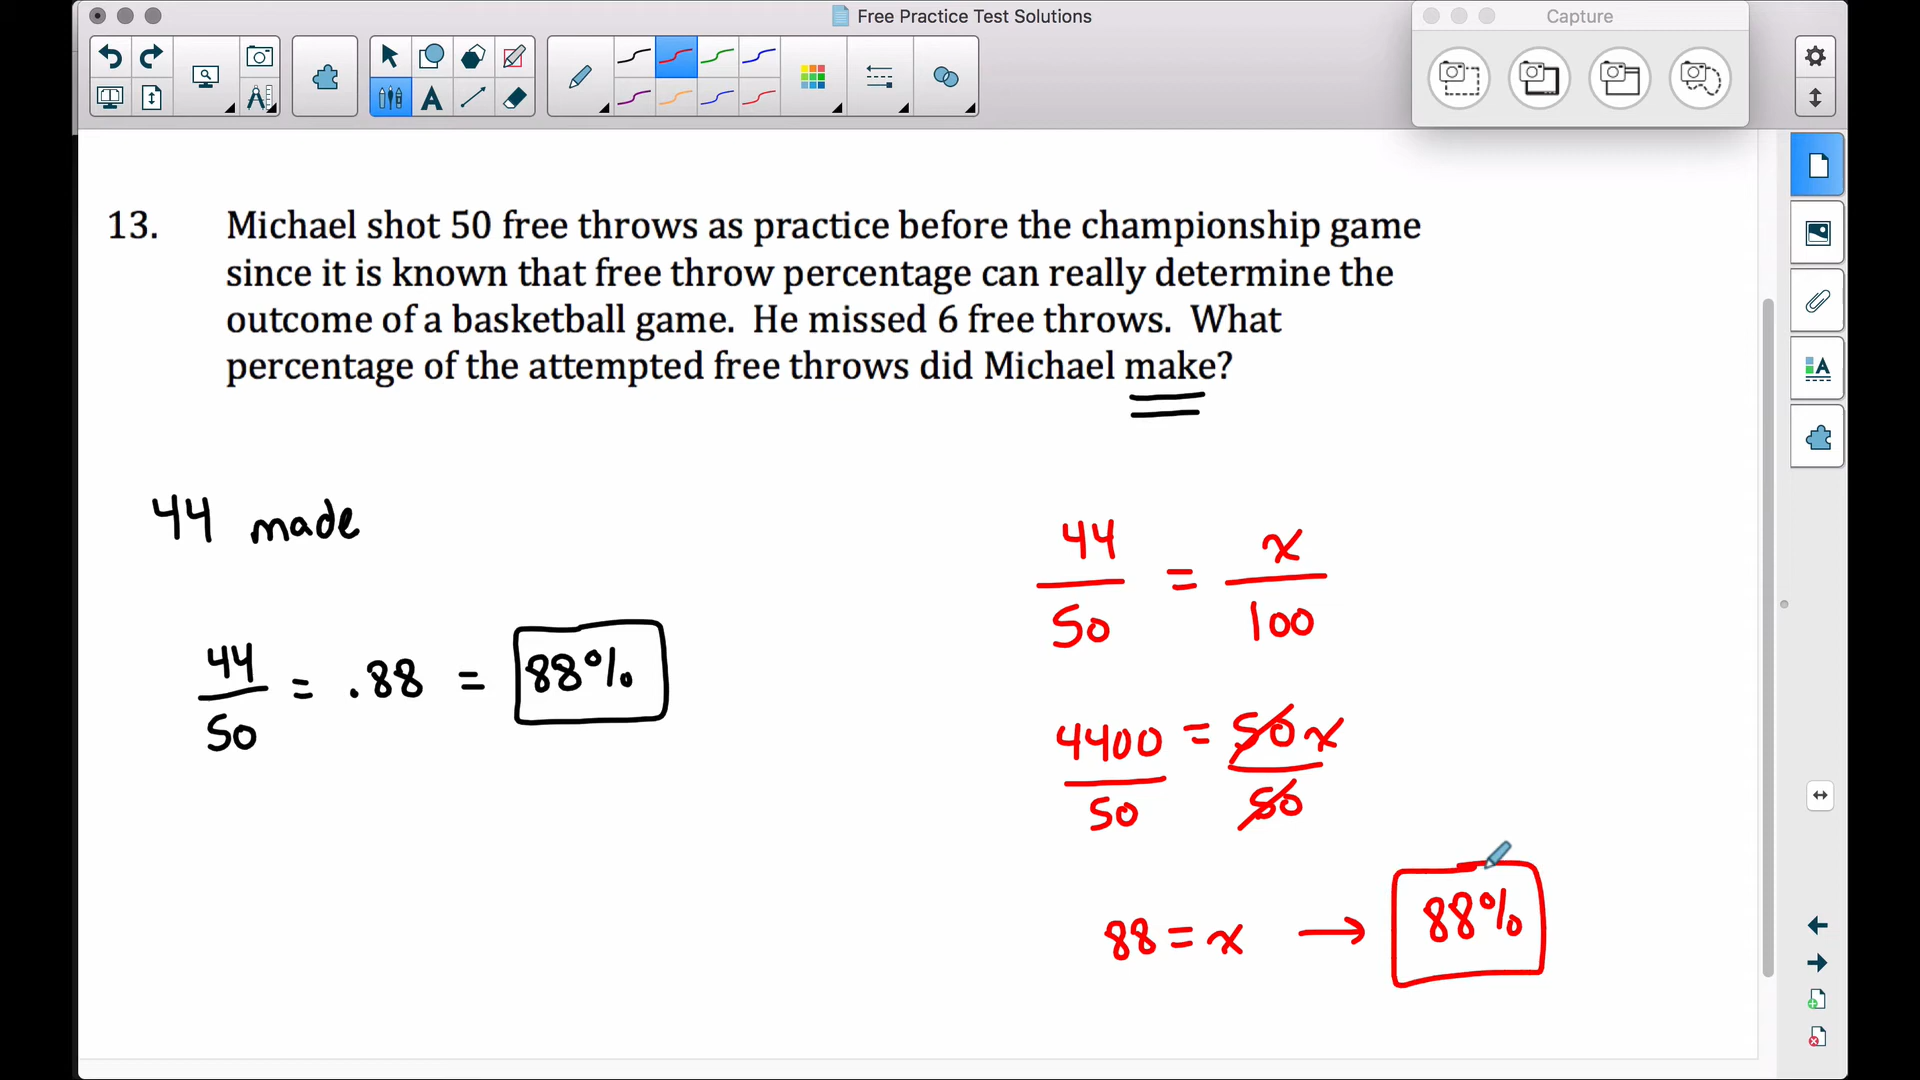 Free Practice Test Solutions
Capture
13. Michael shot 50 free throws as practice before the championship game
since it is known that free throw percentage can really determine the
outcome of a basketball game. He missed 6 free throws. What
percentage of the attempted free throws did Michael make?
44 made
44/50 = .88 = 88%
44/50 = x/100
4400/50 = 50x/50
88 = x → 88%